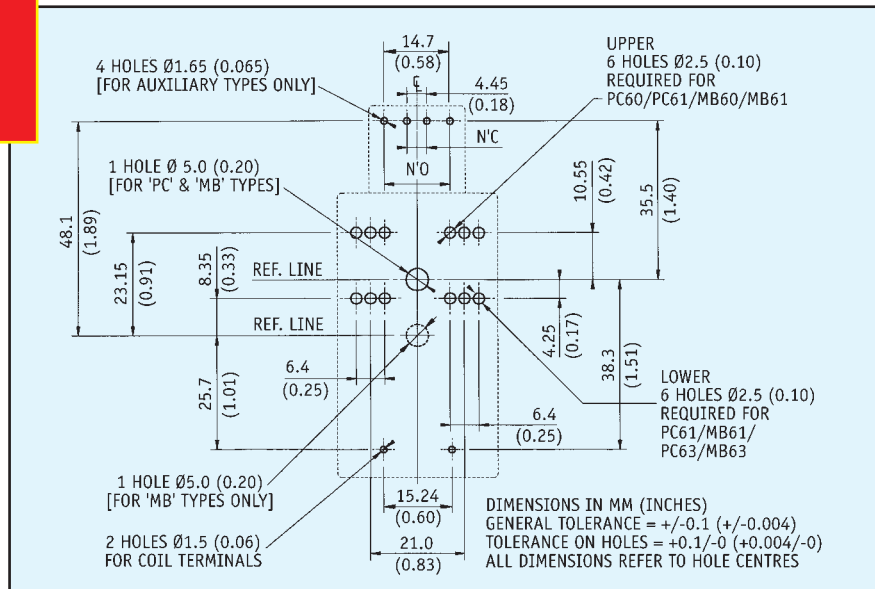 14.7
(0.58)
4 HOLES Ø1.65 (0.065)
[FOR AUXILIARY TYPES ONLY]
℄
4.45
(0.18)
UPPER
6 HOLES Ø2.5 (0.10)
REQUIRED FOR
PC60/PC61/MB60/MB61
N'C
N'O
1 HOLE Ø 5.0 (0.20)
[FOR 'PC' & 'MB' TYPES]
10.55
(0.42)
35.5
(1.40)
48.1
(1.89)
23.15
(0.91)
8.35
(0.33)
REF. LINE
REF. LINE
4.25
(0.17)
38.3
(1.51)
25.7
(1.01)
6.4
(0.25)
6.4
(0.25)
LOWER
6 HOLES Ø2.5 (0.10)
REQUIRED FOR
PC61/MB61/
PC63/MB63
1 HOLE Ø5.0 (0.20)
[FOR 'MB' TYPES ONLY]
15.24
(0.60)
2 HOLES Ø1.5 (0.06)
FOR COIL TERMINALS
21.0
(0.83)
DIMENSIONS IN MM (INCHES)
GENERAL TOLERANCE = +/-0.1 (+/-0.004)
TOLERANCE ON HOLES = +0.1/-0 (+0.004/-0)
ALL DIMENSIONS REFER TO HOLE CENTRES